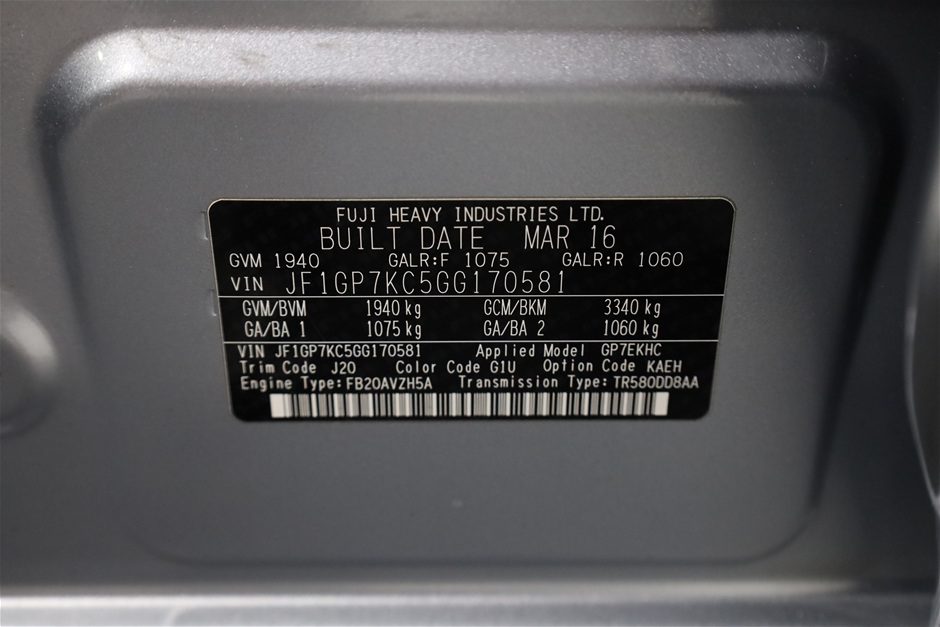 FUJI HEAVY INDUSTRIES LTD.
BUILT DATE MAR 16
GVM 1940 GALR:F 1075 GALR:R 1060
VIN JF1GP7KC5GG170581
GVM/BVM 1940 kg GCM/BKM 3340 kg
GA/BA 1 1075 kg GA/BA 2 1060 kg
VIN JF1GP7KC5GG170581 Applied Model GP7EKHC
Trim Code J20 Color Code G1U Option Code KAEH
Engine Type:FB20AVZH5A Transmission Type:TR580DD8AA